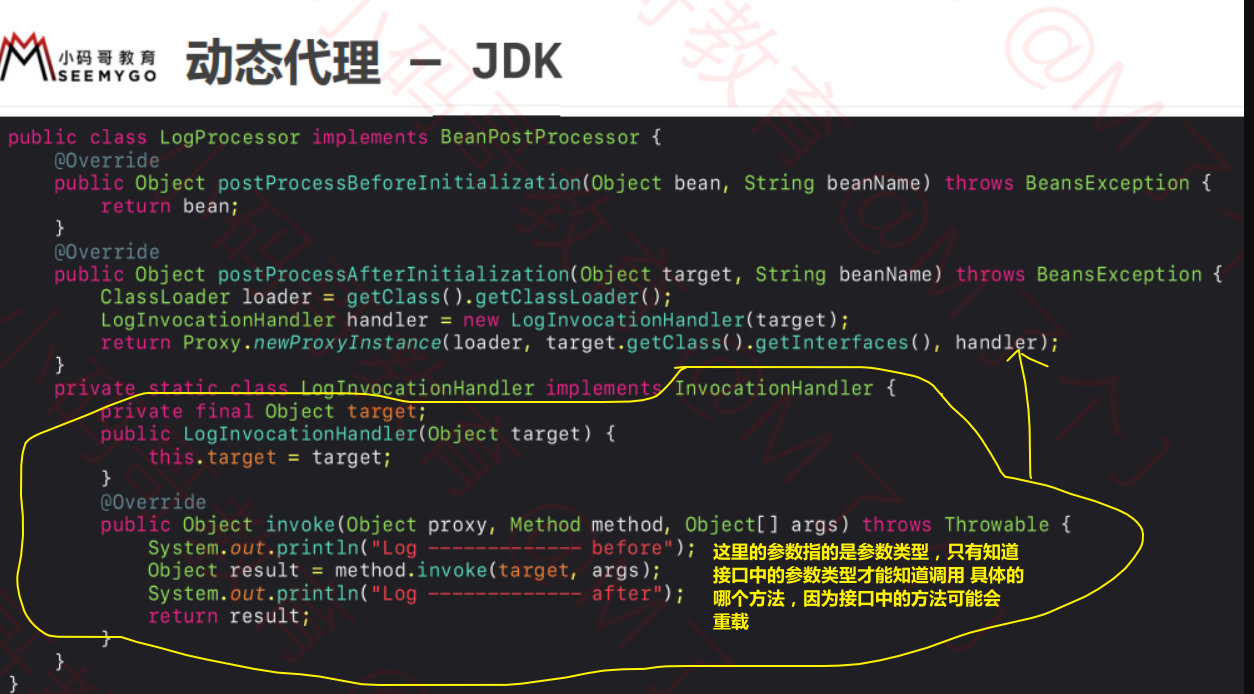 小码哥教育
SEEMYGO
动态代理 – JDK
public class LogProcessor implements BeanPostProcessor {
@Override
public Object postProcessBeforeInitialization(Object bean, String beanName) throws BeansException {
return bean;
}
@Override
public Object postProcessAfterInitialization(Object target, String beanName) throws BeansException {
ClassLoader loader = getClass().getClassLoader();
LogInvocationHandler handler = new LogInvocationHandler(target);
return Proxy.newProxyInstance(loader, target.getClass().getInterfaces(), handler);
}
private static class LogInvocationHandler implements InvocationHandler {
private final Object target;
public LogInvocationHandler(Object target) {
this.target = target;
}
@Override
public Object invoke(Object proxy, Method method, Object[] args) throws Throwable {
System.out.println("Log ------------- before");
Object result = method.invoke(target, args);
System.out.println("Log ------------- after");
return result;
}
}
}
这里的参数指的是参数类型，只有知道
接口中的参数类型才能知道调用 具体的
哪个方法，因为接口中的方法可能会
重载